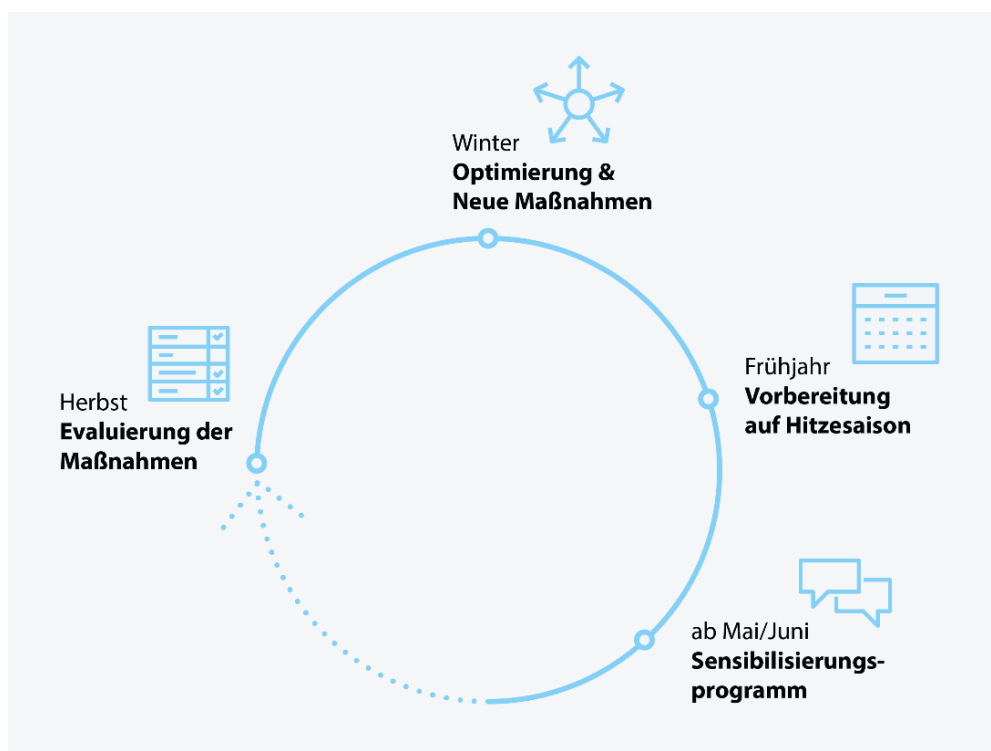 Winter
Optimierung &
Neue Maßnahmen
Frühjahr
Vorbereitung
auf Hitzesaison
Herbst
Evaluierung der
Maßnahmen
ab Mai/Juni
Sensibilisierungs-
programm